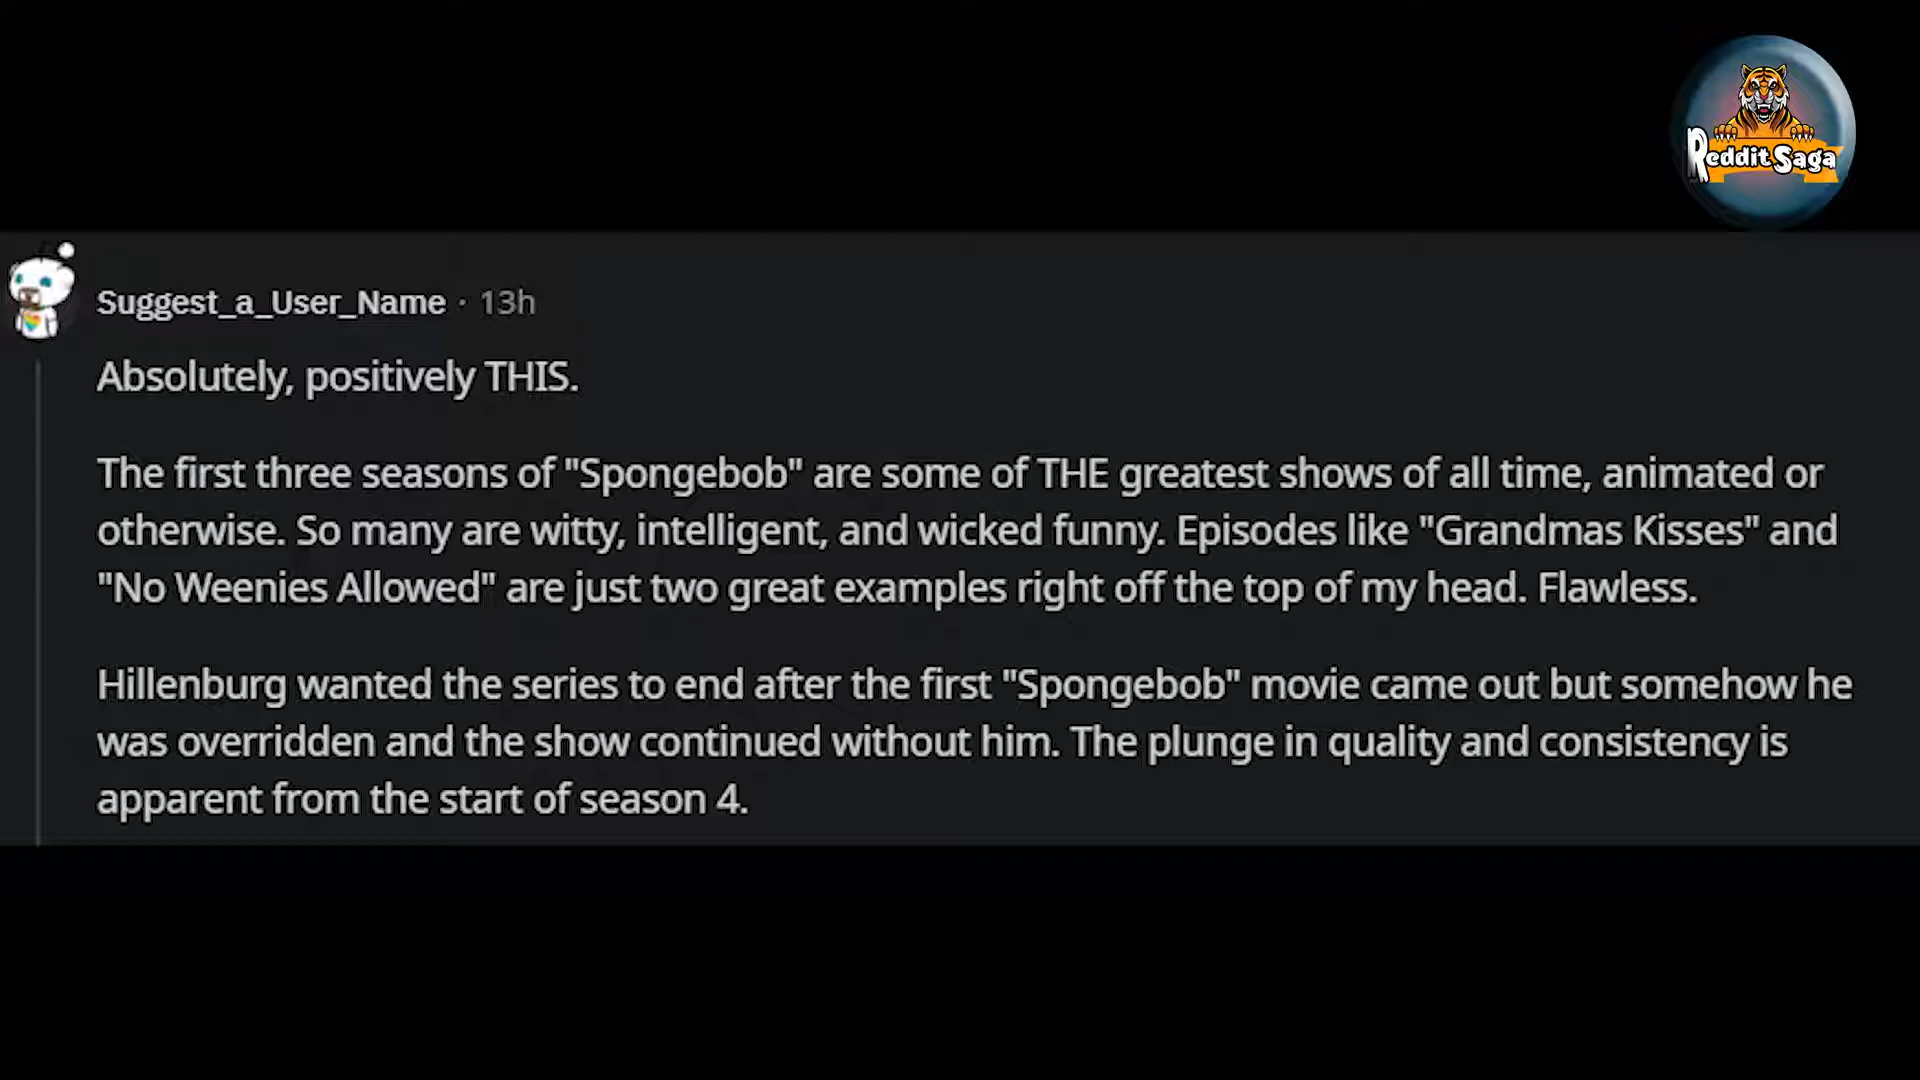 Reddit Saga
Suggest_a_User_Name · 13h
Absolutely, positively THIS.
The first three seasons of "Spongebob" are some of THE greatest shows of all time, animated or
otherwise. So many are witty, intelligent, and wicked funny. Episodes like "Grandmas Kisses" and
"No Weenies Allowed" are just two great examples right off the top of my head. Flawless.
Hillenburg wanted the series to end after the first "Spongebob" movie came out but somehow he
was overridden and the show continued without him. The plunge in quality and consistency is
apparent from the start of season 4.